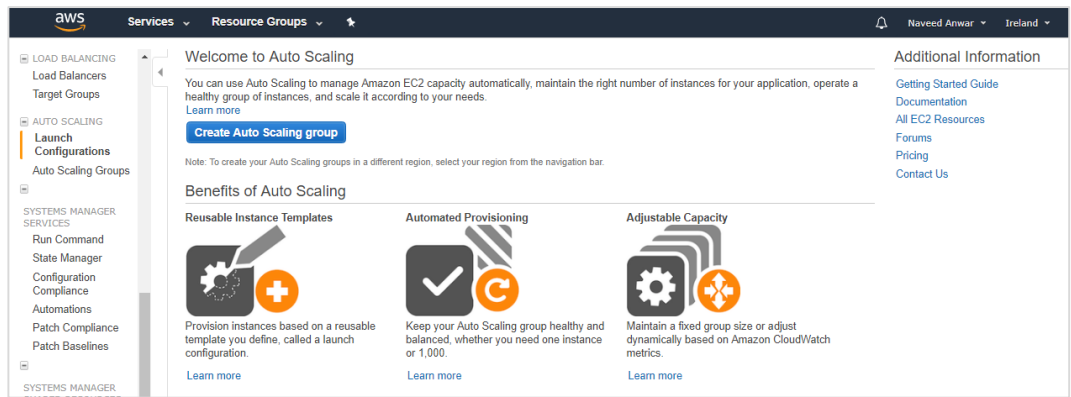 aws
Services
Resource Groups
Naveed Anwar
Ireland
LOAD BALANCING
Load Balancers
Target Groups
AUTO SCALING
Launch
Configurations
Auto Scaling Groups
SYSTEMS MANAGER
SERVICES
Run Command
State Manager
Configuration
Compliance
Automations
Patch Compliance
Patch Baselines
SYSTEMS MANAGER
Welcome to Auto Scaling
You can use Auto Scaling to manage Amazon EC2 capacity automatically, maintain the right number of instances for your application, operate a
healthy group of instances, and scale it according to your needs.
Learn more
Create Auto Scaling group
Note: To create your Auto Scaling groups in a different region, select your region from the navigation bar.
Benefits of Auto Scaling
Reusable Instance Templates
Provision instances based on a reusable
template you define, called a launch
configuration.
Learn more
Automated Provisioning
Keep your Auto Scaling group healthy and
balanced, whether you need one instance
or 1,000.
Learn more
Adjustable Capacity
Maintain a fixed group size or adjust
dynamically based on Amazon CloudWatch
metrics.
Learn more
Additional Information
Getting Started Guide
Documentation
All EC2 Resources
Forums
Pricing
Contact Us